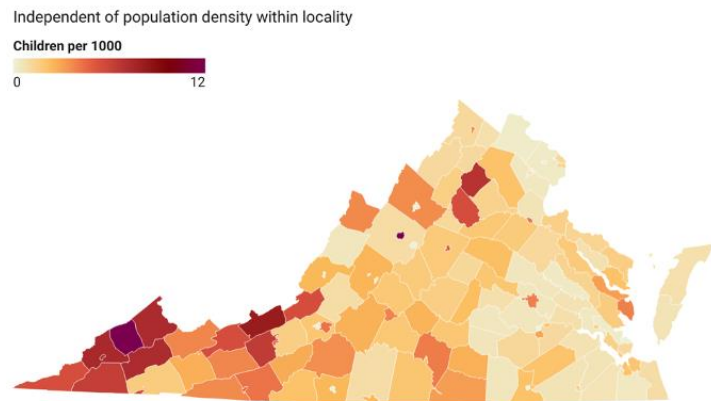 Independent of population density within locality
Children per 1000
0 12